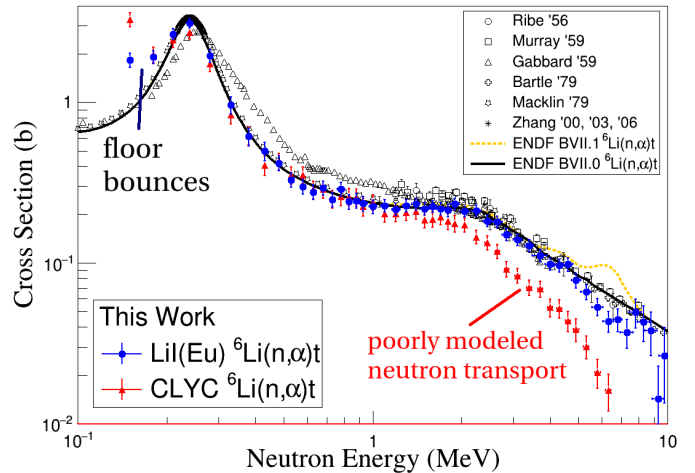 Ribe '56
Murray '59
Gabbard '59
Bartle '79
Macklin '79
Zhang '00, '03, '06
ENDF BVII.1 ⁶Li(n,α)t
ENDF BVII.0 ⁶Li(n,α)t
Cross Section (b)
1
10⁻¹
10⁻²
floor
bounces
This Work
LiI(Eu) ⁶Li(n,α)t
CLYC ⁶Li(n,α)t
poorly modeled
neutron transport
10⁻¹
1
10
Neutron Energy (MeV)